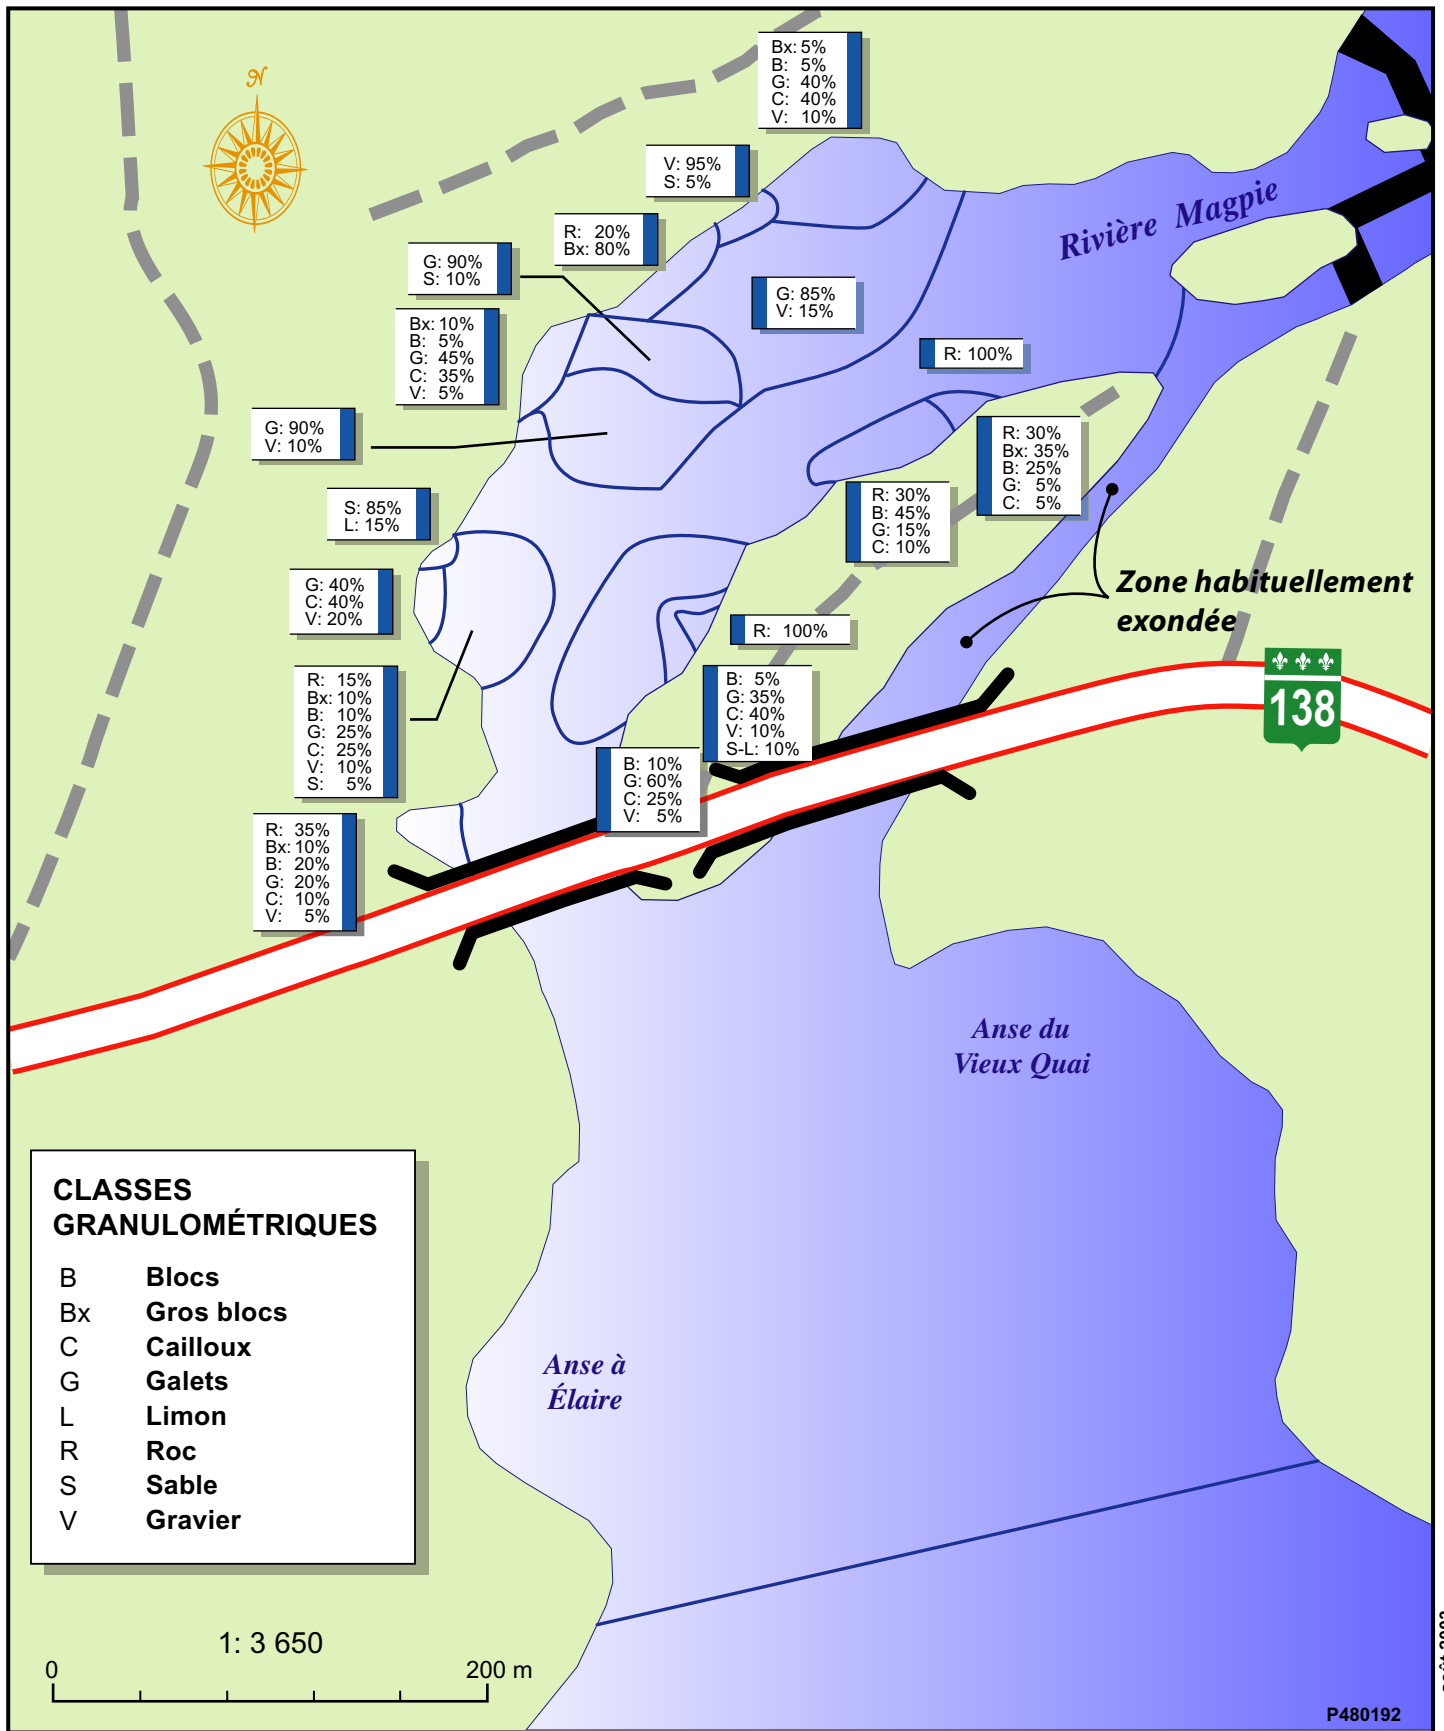 N
Bx: 5%
B: 5%
G: 40%
C: 40%
V: 10%
V: 95%
S: 5%
R: 20%
Bx: 80%
G: 90%
S: 10%
Rivière Magpie
G: 85%
V: 15%
Bx: 10%
B: 5%
G: 45%
C: 35%
V: 5%
R: 100%
G: 90%
V: 10%
R: 30%
Bx: 35%
B: 25%
G: 5%
C: 5%
S: 85%
L: 15%
R: 30%
B: 45%
G: 15%
C: 10%
Zone habituellement
exondée
G: 40%
C: 40%
V: 20%
R: 100%
R: 15%
Bx: 10%
B: 10%
G: 25%
C: 25%
V: 10%
S: 5%
B: 5%
G: 35%
C: 40%
V: 10%
S-L: 10%
138
B: 10%
G: 60%
C: 25%
V: 5%
R: 35%
Bx: 10%
B: 20%
G: 20%
C: 10%
V: 5%
Anse du
Vieux Quai
CLASSES
GRANULOMÉTRIQUES
B Blocs
Bx Gros blocs
C Cailloux
G Galets
L Limon
R Roc
S Sable
V Gravier
Anse à
Élaire
1: 3 650
0 200 m
P480192